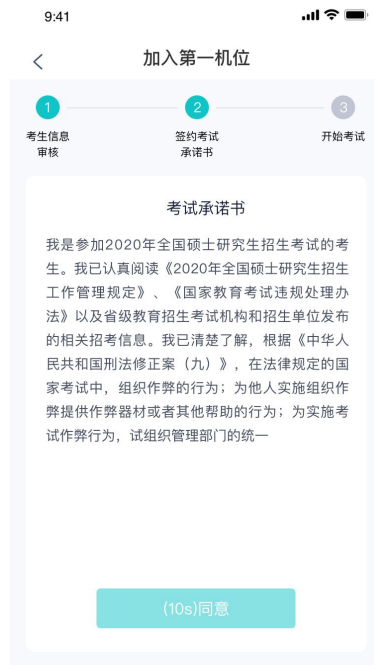 9:41
加入第一机位
1
2
3
考生信息
审核
签约考试
承诺书
开始考试
考试承诺书
我是参加2020年全国硕士研究生招生考试的考
生。我已认真阅读《2020年全国硕士研究生招生
工作管理规定》、《国家教育考试违规处理办
法》以及省级教育招生考试机构和招生单位发布
的相关招考信息。我已清楚了解，根据《中华人
民共和国刑法修正案（九）》，在法律规定的国
家考试中，组织作弊的行为；为他人实施组织作
弊提供作弊器材或者其他帮助的行为；为实施考
试作弊行为，试组织管理部门的统一
(10s)同意